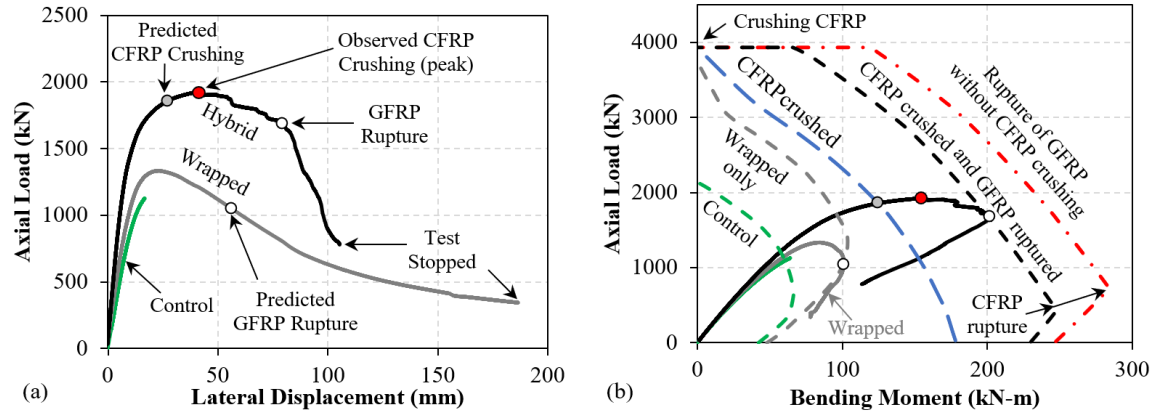 2500
2000
1500
1000
500
0
Axial Load (kN)
0
50
100
150
200
Lateral Displacement (mm)
(a)
Predicted
CFRP Crushing
Observed CFRP
Crushing (peak)
Hybrid
GFRP
Rupture
Wrapped
Control
Predicted
GFRP Rupture
Test
Stopped
4000
3000
2000
1000
0
Axial Load (kN)
0
100
200
300
Bending Moment (kN-m)
(b)
Crushing CFRP
CFRP crushed
Wrapped
only
Control
CFRP crushed and GFRP ruptured
Rupture of GFRP
without CFRP crushing
CFRP
rupture
Wrapped